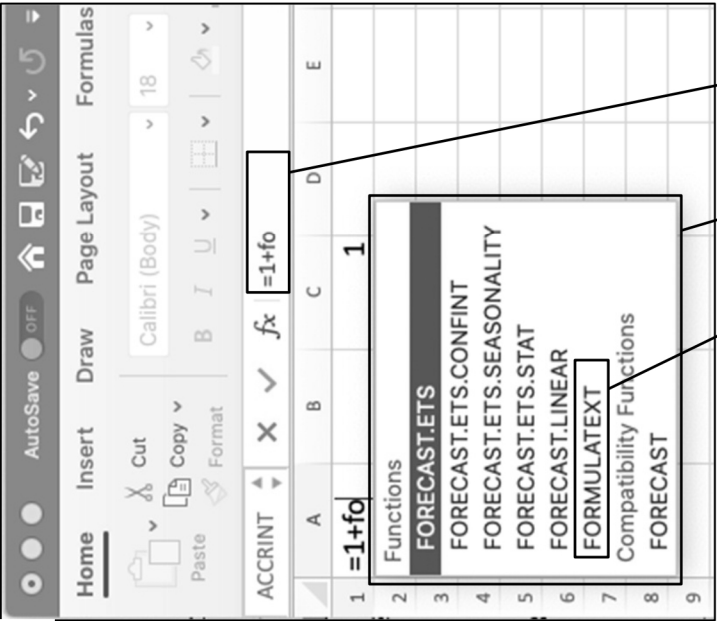 AutoSave OFF
Home Insert Draw Page Layout Formulas
Paste
Cut
Copy
Format
Calibri (Body) 18
B I U
ACCRINT fx =1+fo
A B C D E
1 =1+fo 1
2
3
4
5
6
7
8
9
Functions
FORECAST.ETS
FORECAST.ETS.CONFINT
FORECAST.ETS.SEASONALITY
FORECAST.ETS.STAT
FORECAST.LINEAR
FORMULATEXT
Compatibility Functions
FORECAST